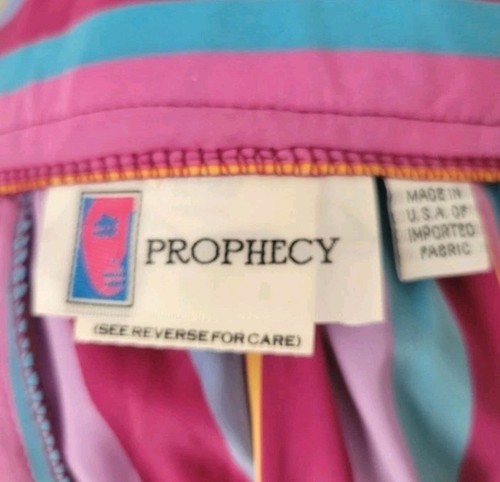 PROPHECY
(SEE REVERSE FOR CARE)
MADE IN
U.S.A. OF
IMPORTED
FABRIC